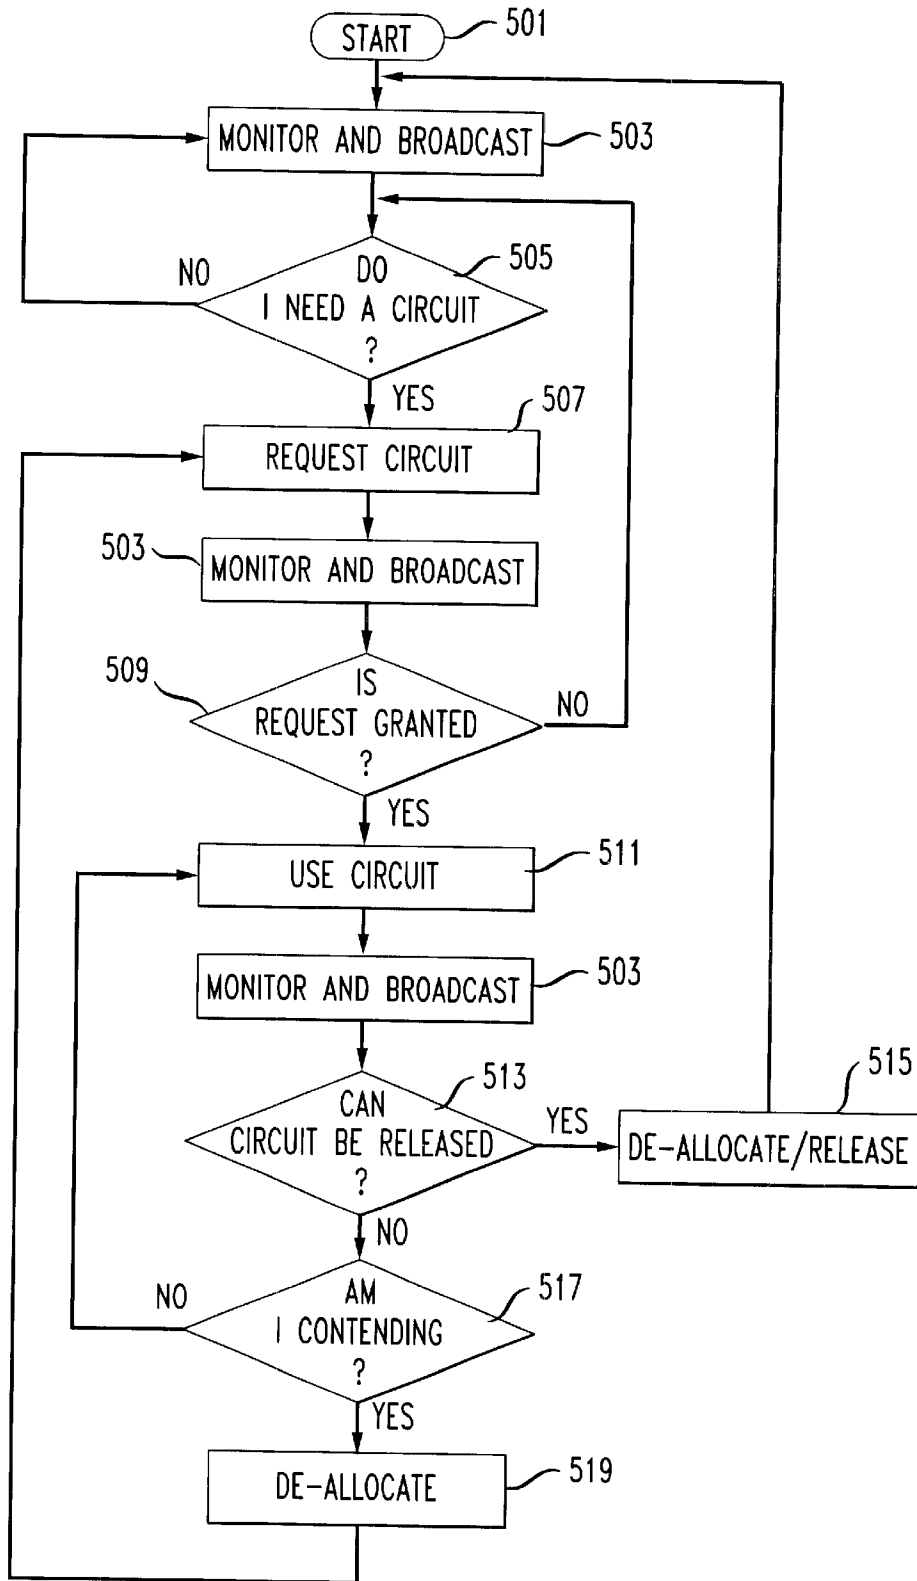 START
501
MONITOR AND BROADCAST
503
NO
DO
I NEED A CIRCUIT
?
505
YES
507
REQUEST CIRCUIT
503
MONITOR AND BROADCAST
509
IS
REQUEST GRANTED
?
NO
YES
USE CIRCUIT
511
MONITOR AND BROADCAST
503
CAN
CIRCUIT BE RELEASED
?
513
YES
515
DE-ALLOCATE/RELEASE
NO
NO
AM
I CONTENDING
?
517
YES
DE-ALLOCATE
519